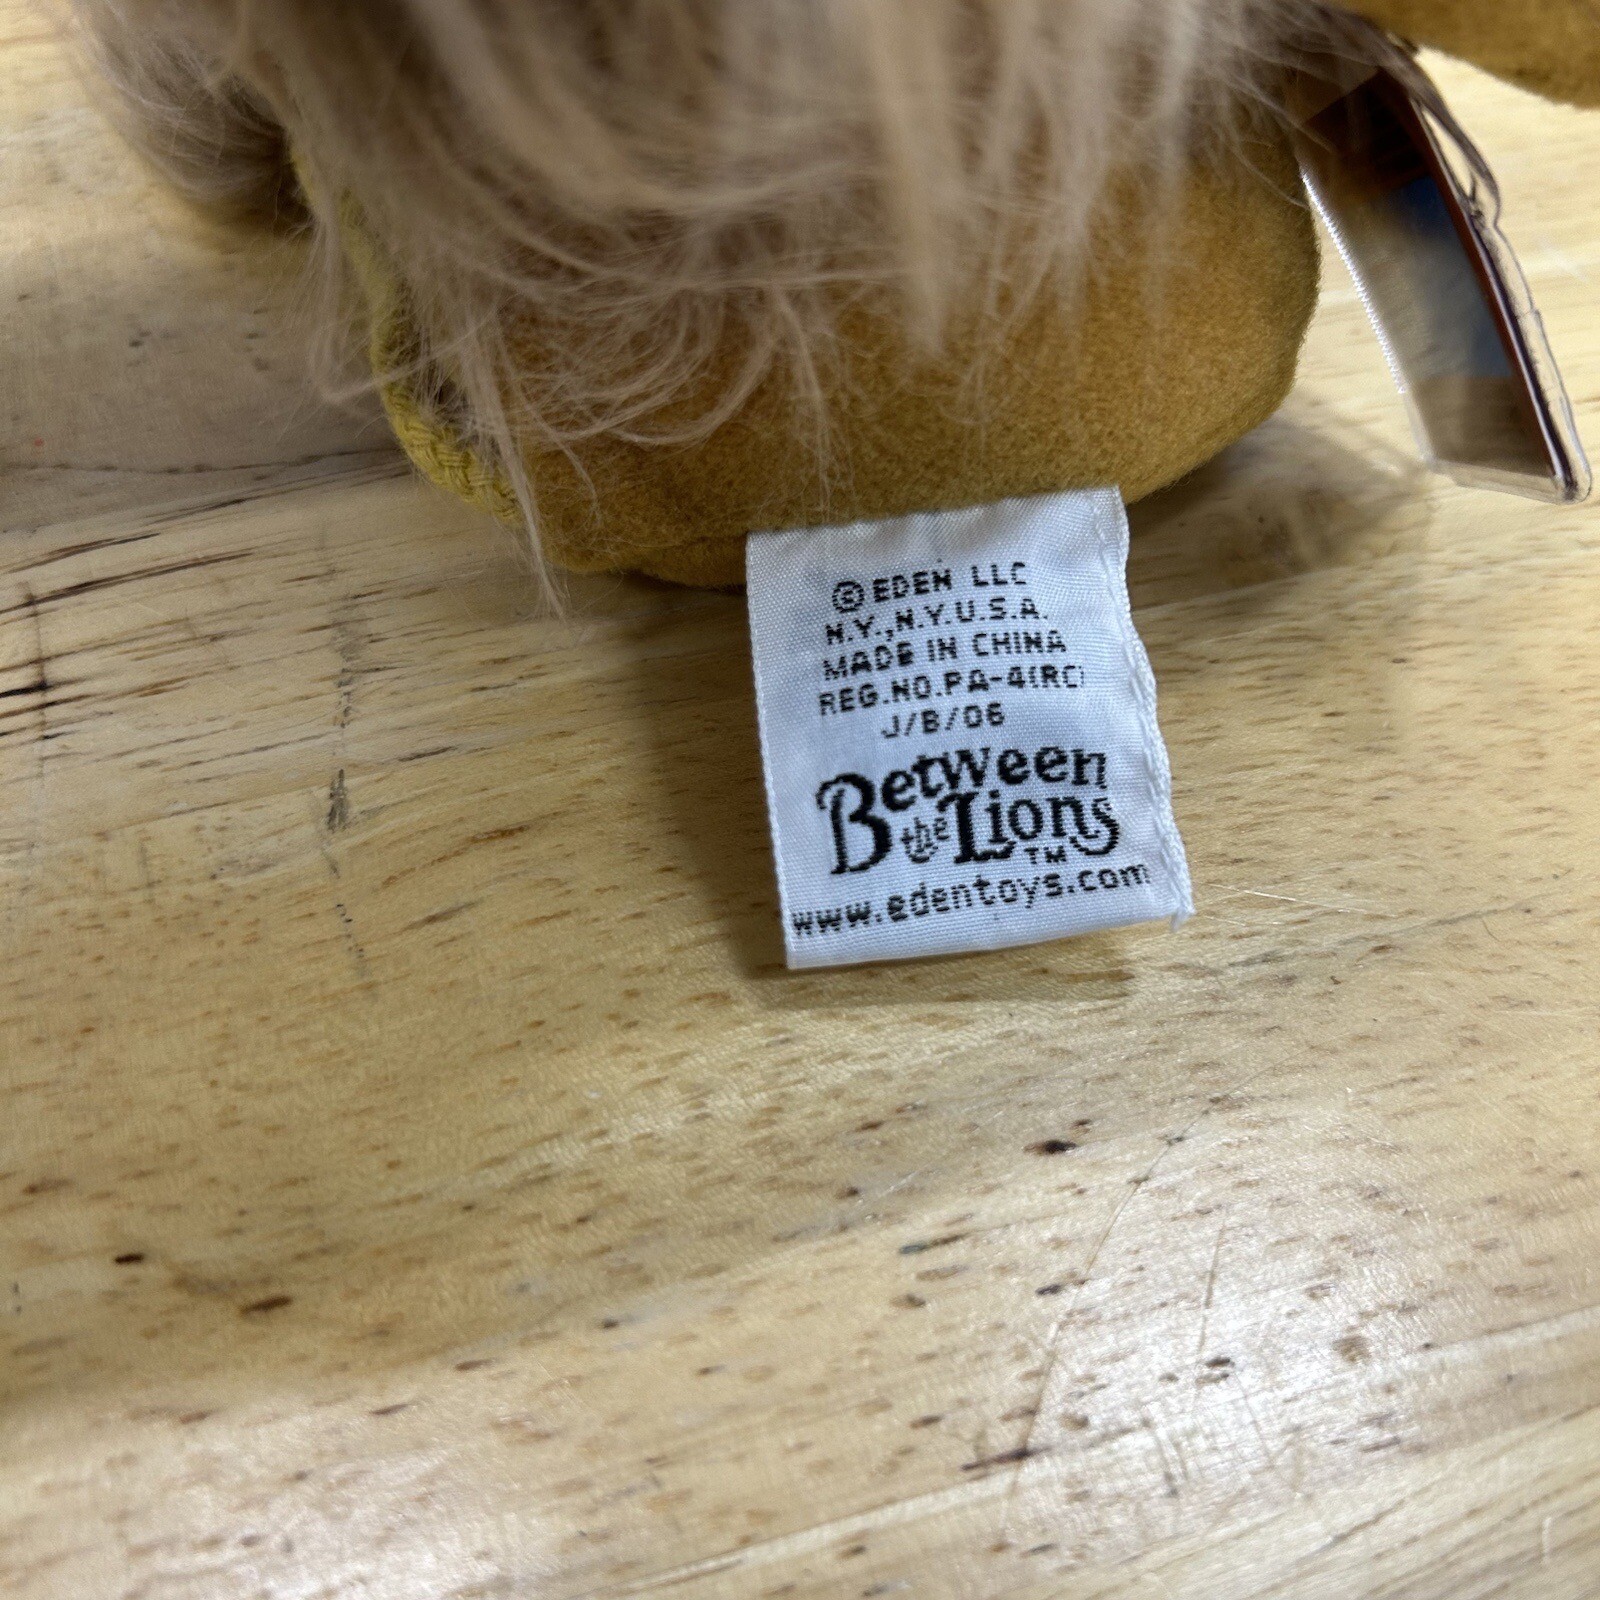 © EDEN LLC
N.Y., N.Y. U.S.A.
MADE IN CHINA
REG.NO.PA-4(RC)
J/B/06
Between
the Lions
TM
www.edentoys.com